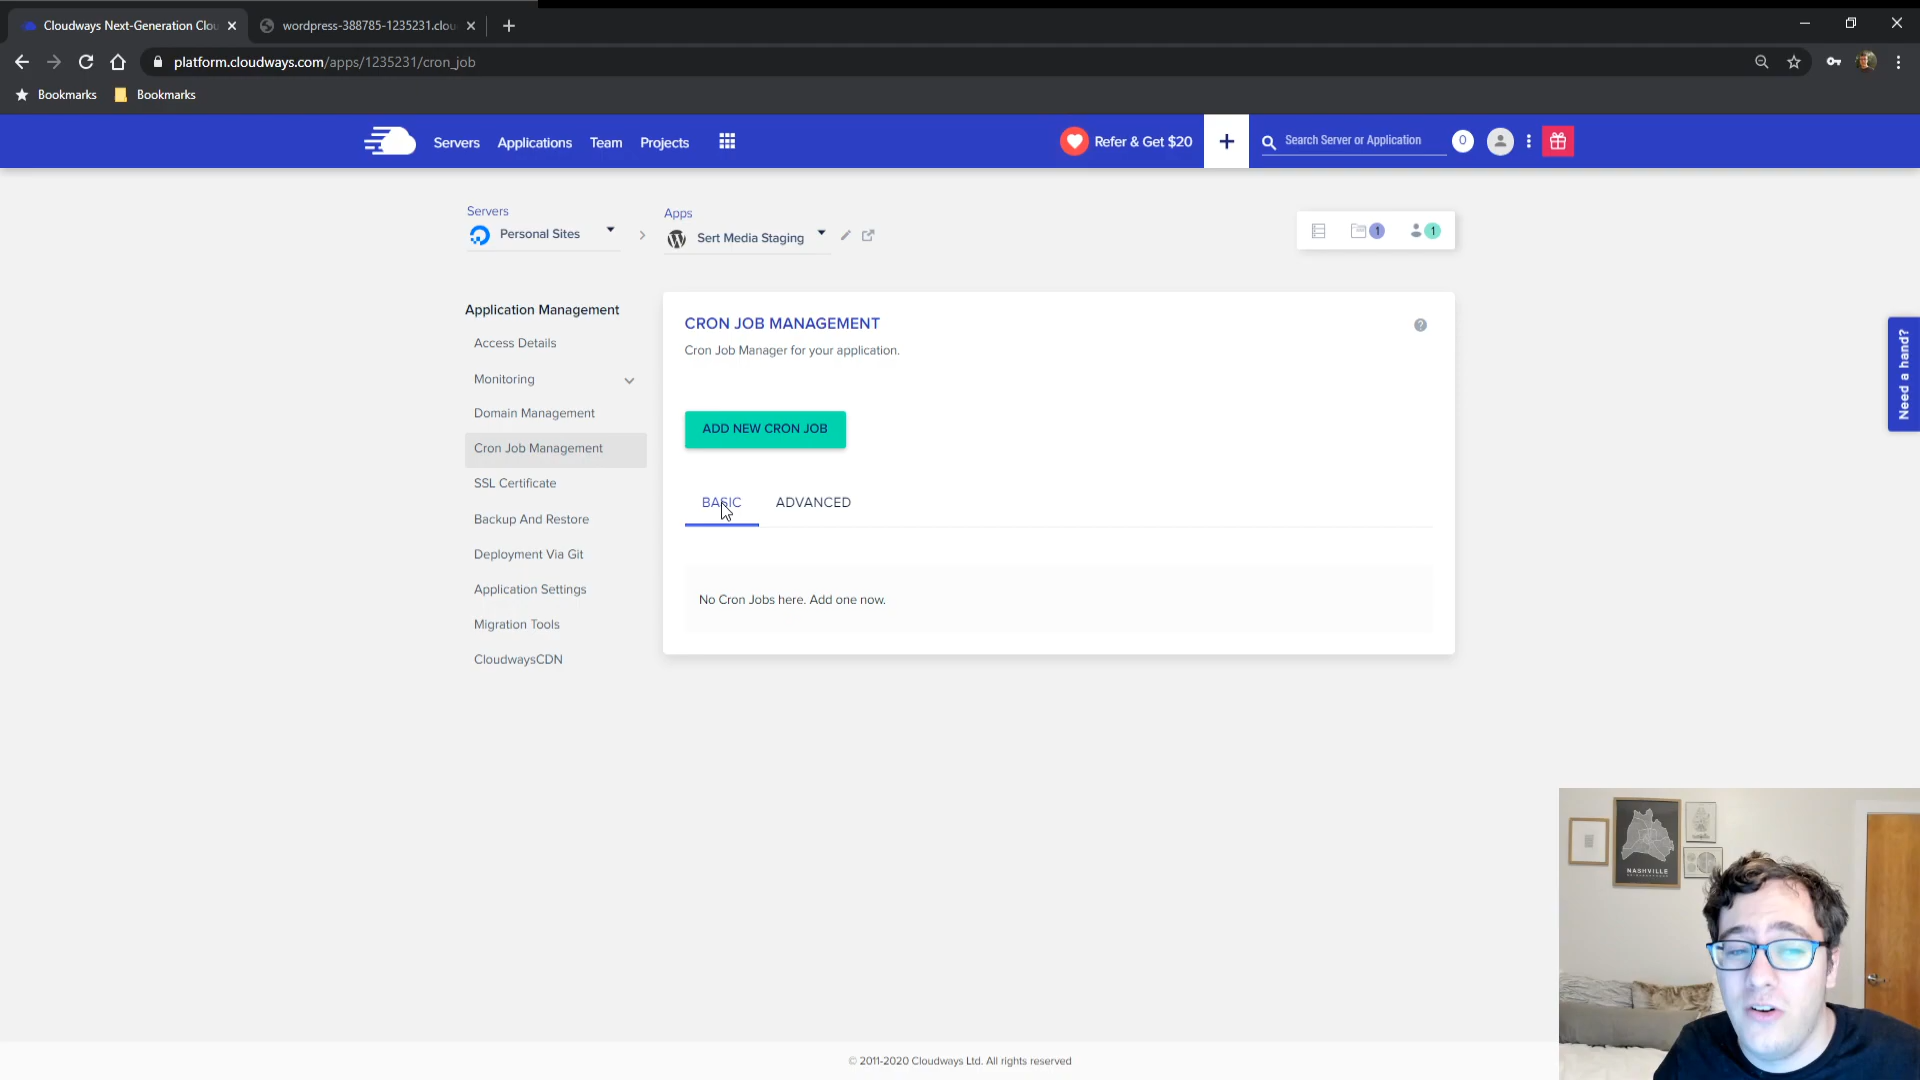 Cloudways Next-Generation Clou
wordpress-388785-1235231.clou
platform.cloudways.com/apps/1235231/cron_job
Bookmarks
Bookmarks
Servers
Applications
Team
Projects
Refer & Get $20
+
Search Server or Application
0
Servers
Personal Sites
Apps
Sert Media Staging
1
1
Application Management
Access Details
Monitoring
Domain Management
Cron Job Management
SSL Certificate
Backup And Restore
Deployment Via Git
Application Settings
Migration Tools
CloudwaysCDN
CRON JOB MANAGEMENT
?
Cron Job Manager for your application.
ADD NEW CRON JOB
BASIC
ADVANCED
No Cron Jobs here. Add one now.
Need a hand?
NASHVILLE
© 2011-2020 Cloudways Ltd. All rights reserved